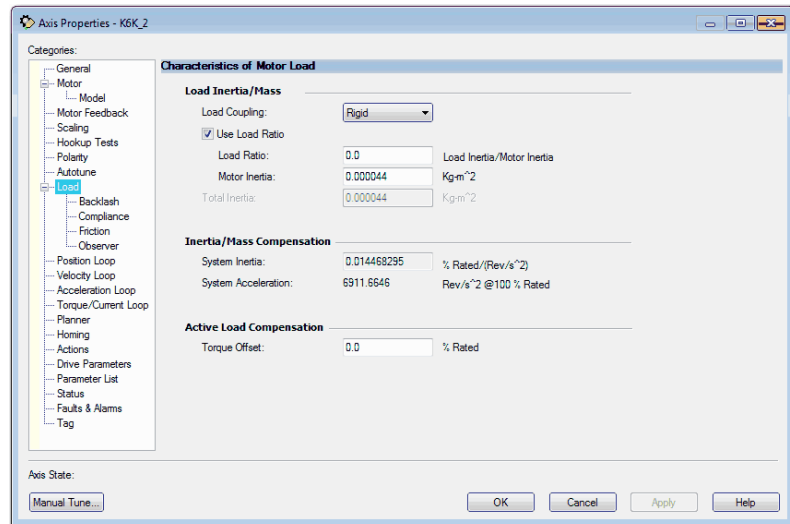 Axis Properties - K6K_2
Categories:
General
Motor
Model
Motor Feedback
Scaling
Hookup Tests
Polarity
Autotune
Load
Backlash
Compliance
Friction
Observer
Position Loop
Velocity Loop
Acceleration Loop
Torque/Current Loop
Planner
Homing
Actions
Drive Parameters
Parameter List
Status
Faults & Alarms
Tag
Characteristics of Motor Load
Load Inertia/Mass
Load Coupling: Rigid
Use Load Ratio
Load Ratio: 0.0 Load Inertia/Motor Inertia
Motor Inertia: 0.000044 Kg-m^2
Total Inertia: 0.000044 Kg-m^2
Inertia/Mass Compensation
System Inertia: 0.014468295 % Rated/(Rev/s^2)
System Acceleration: 6911.6646 Rev/s^2 @100 % Rated
Active Load Compensation
Torque Offset: 0.0 % Rated
Axis State:
Manual Tune... OK Cancel Apply Help